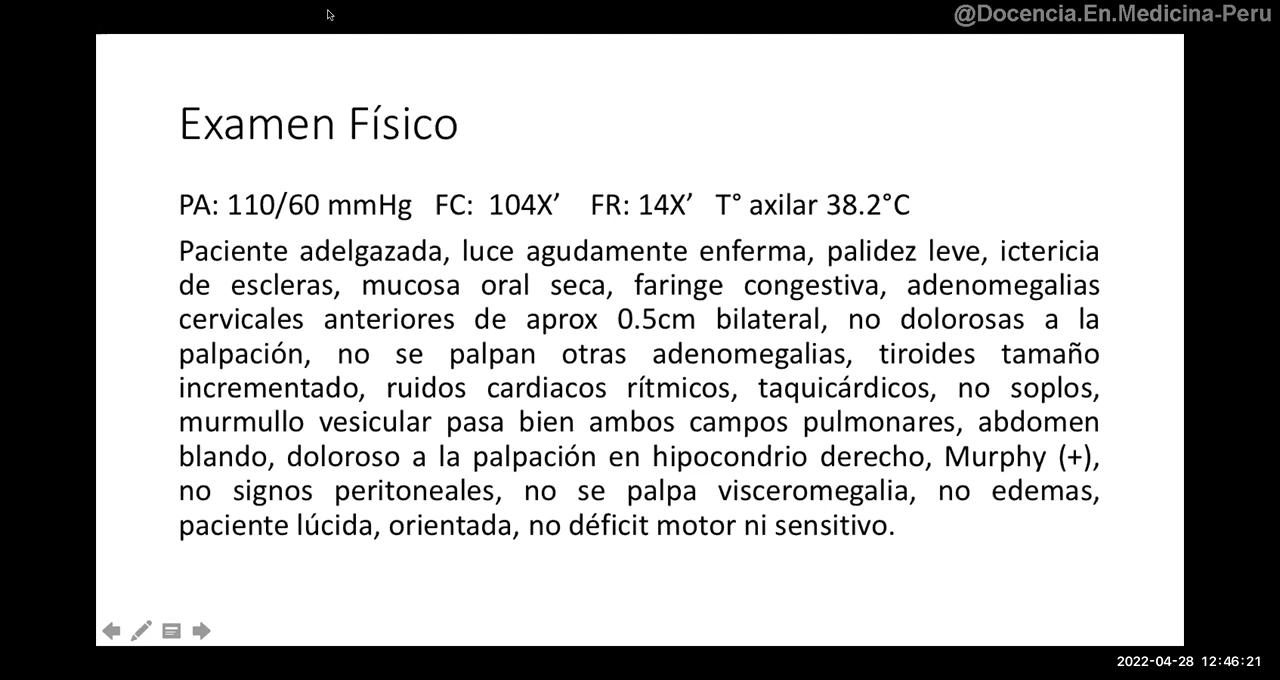 @Docencia.En.Medicina-Peru
Examen Físico
PA: 110/60 mmHg FC: 104X’ FR: 14X’ T° axilar 38.2°C
Paciente adelgazada, luce agudamente enferma, palidez leve, ictericia
de escleras, mucosa oral seca, faringe congestiva, adenomegalias
cervicales anteriores de aprox 0.5cm bilateral, no dolorosas a la
palpación, no se palpan otras adenomegalias, tiroides tamaño
incrementado, ruidos cardiacos rítmicos, taquicárdicos, no soplos,
murmullo vesicular pasa bien ambos campos pulmonares, abdomen
blando, doloroso a la palpación en hipocondrio derecho, Murphy (+),
no signos peritoneales, no se palpa visceromegalia, no edemas,
paciente lúcida, orientada, no déficit motor ni sensitivo.
2022-04-28 12:46:21